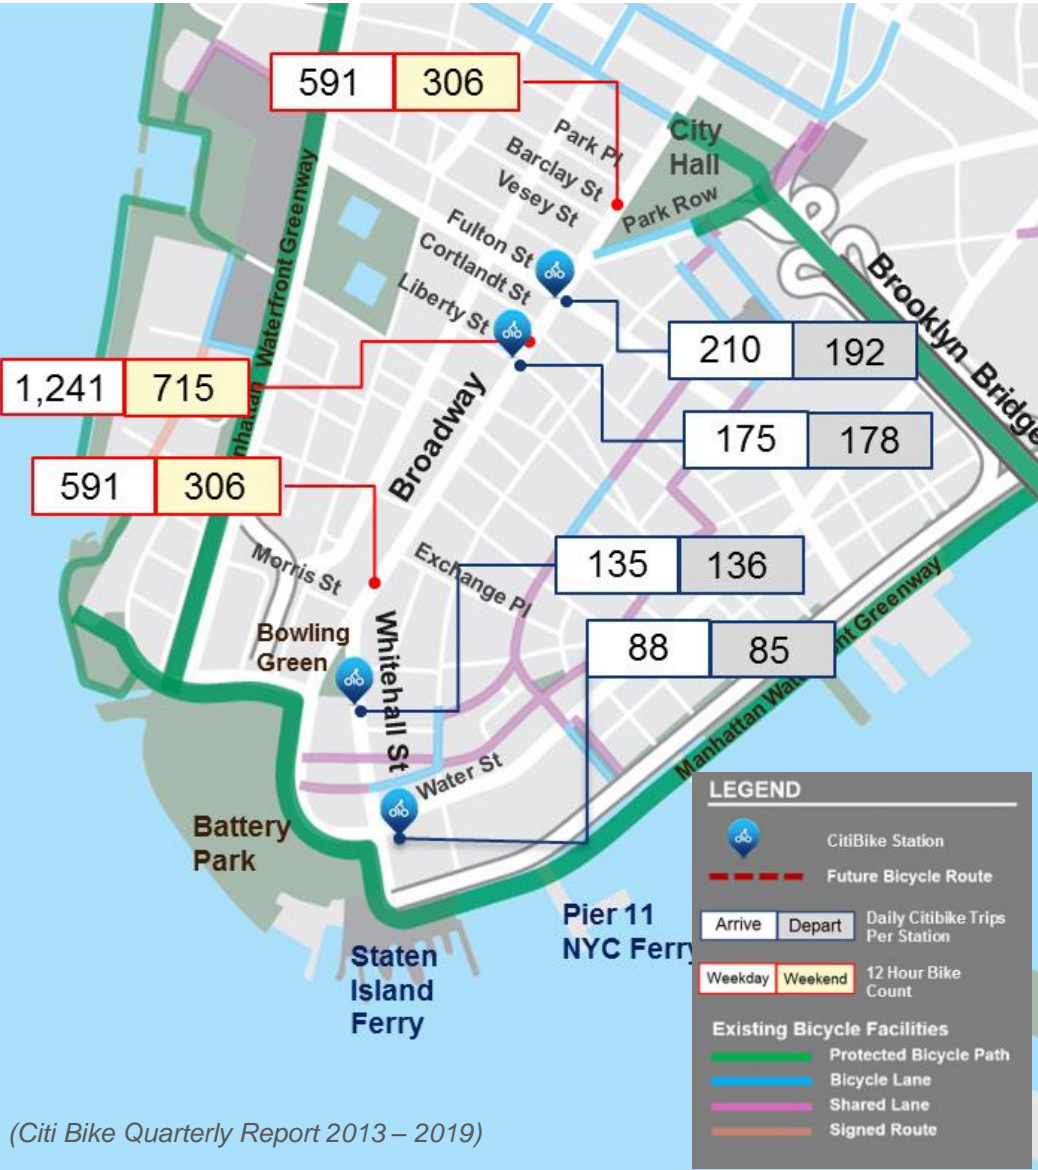 591 306
Park Pl
City
Hall
Barclay St
Vesey St
Park Row
Fulton St
Cortlandt St
Liberty St
Manhattan Waterfront Greenway
Brooklyn Bridge
210 192
1,241 715
175 178
Broadway
591 306
Morris St
Exchange Pl
135 136
Bowling
Green
Whitehall St
88 85
Manhattan Waterfront Greenway
Water St
Battery
Park
Pier 11
NYC Ferry
Staten
Island
Ferry
LEGEND
CitiBike Station
Future Bicycle Route
Arrive Depart Daily Citibike Trips
Per Station
Weekday Weekend 12 Hour Bike
Count
Existing Bicycle Facilities
Protected Bicycle Path
Bicycle Lane
Shared Lane
Signed Route
(Citi Bike Quarterly Report 2013 – 2019)